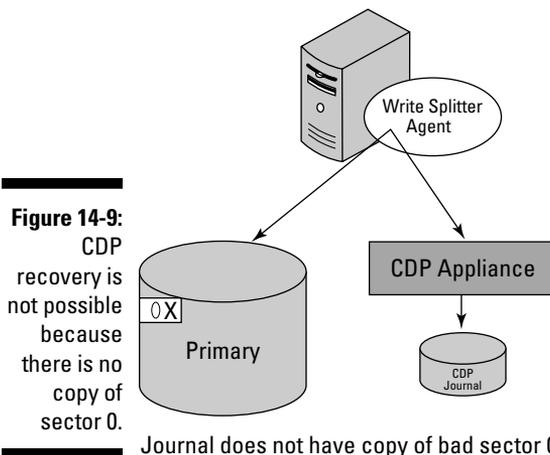 Write Splitter
Agent
Figure 14-9:
CDP
recovery is
not possible
because
there is no
copy of
sector 0.
0X
Primary
CDP Appliance
CDP
Journal
Journal does not have copy of bad sector 0